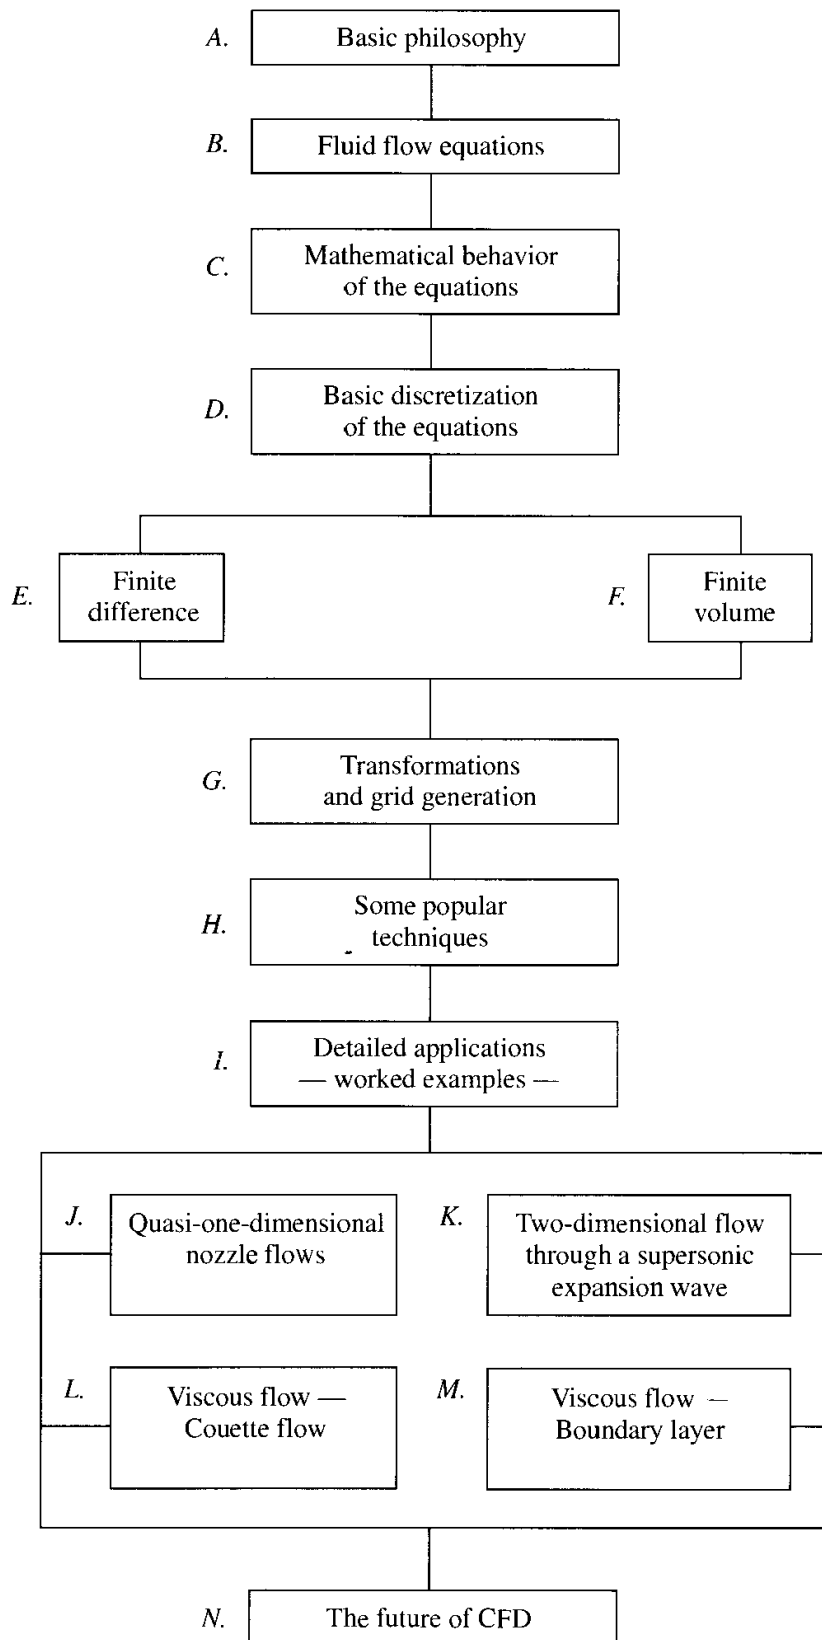 A.
Basic philosophy
B.
Fluid flow equations
C.
Mathematical behavior
of the equations
D.
Basic discretization
of the equations
E.
Finite
difference
F.
Finite
volume
G.
Transformations
and grid generation
H.
Some popular
techniques
I.
Detailed applications
— worked examples —
J.
Quasi-one-dimensional
nozzle flows
K.
Two-dimensional flow
through a supersonic
expansion wave
L.
Viscous flow —
Couette flow
M.
Viscous flow —
Boundary layer
N.
The future of CFD